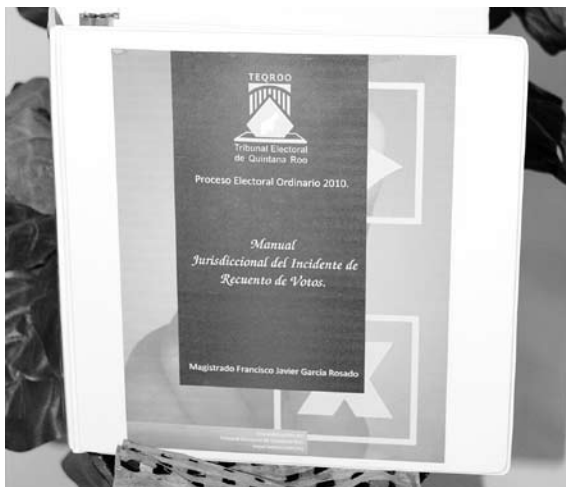 TEQROO
Tribunal Electoral
de Quintana Roo
Proceso Electoral Ordinario 2010.
Manual
Jurisdiccional del Incidente de
Recuento de Votos.
Magistrado Francisco Javier García Rosado